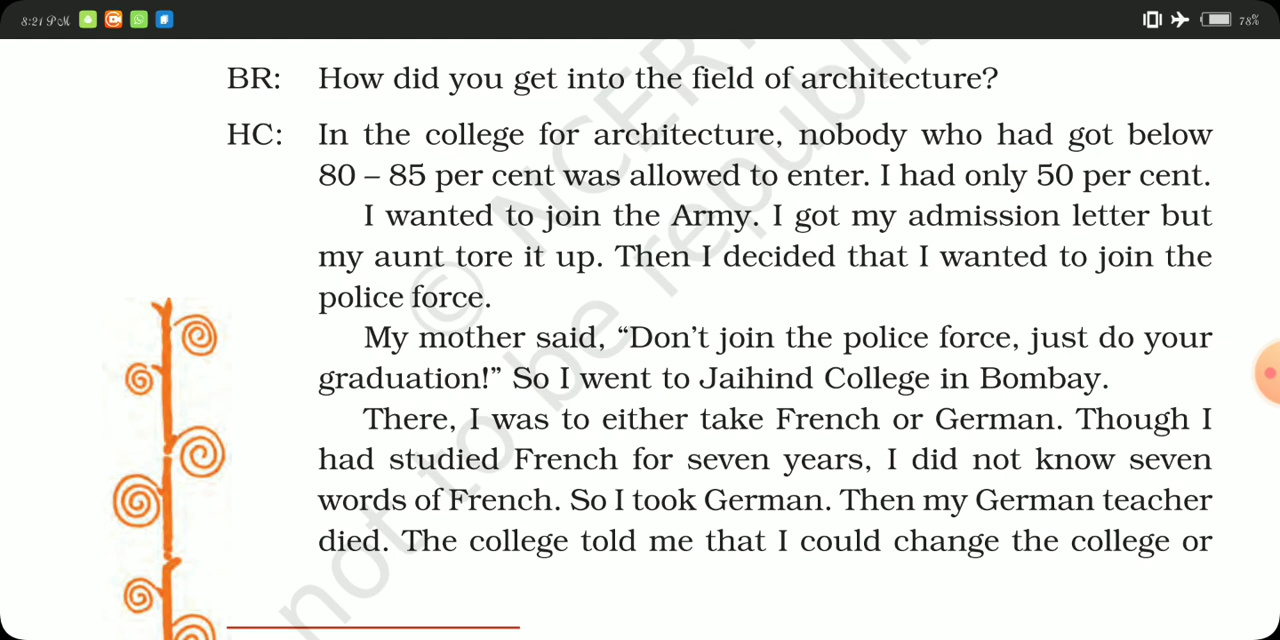 8:21 PM
78%
BR: How did you get into the field of architecture?
HC: In the college for architecture, nobody who had got below
80 – 85 per cent was allowed to enter. I had only 50 per cent.
I wanted to join the Army. I got my admission letter but
my aunt tore it up. Then I decided that I wanted to join the
police force.
My mother said, “Don’t join the police force, just do your
graduation!” So I went to Jaihind College in Bombay.
There, I was to either take French or German. Though I
had studied French for seven years, I did not know seven
words of French. So I took German. Then my German teacher
died. The college told me that I could change the college or
© NCERT
not to be republi